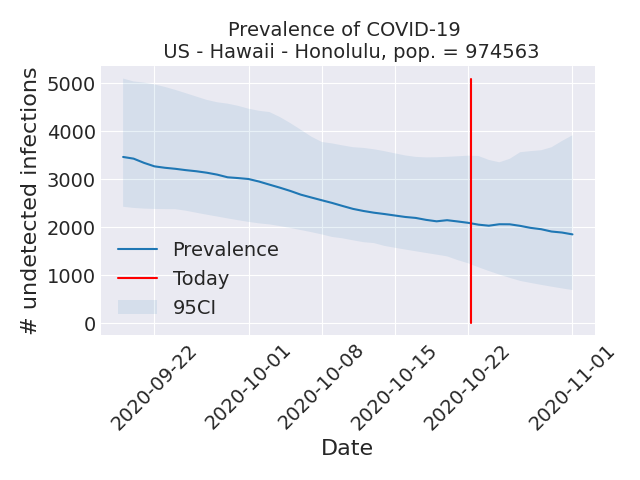 Prevalence of COVID-19
US - Hawaii - Honolulu, pop. = 974563
# undetected infections
5000
4000
3000
2000
1000
0
Prevalence
Today
95CI
2020-09-22
2020-10-01
2020-10-08
2020-10-15
2020-10-22
2020-11-01
Date